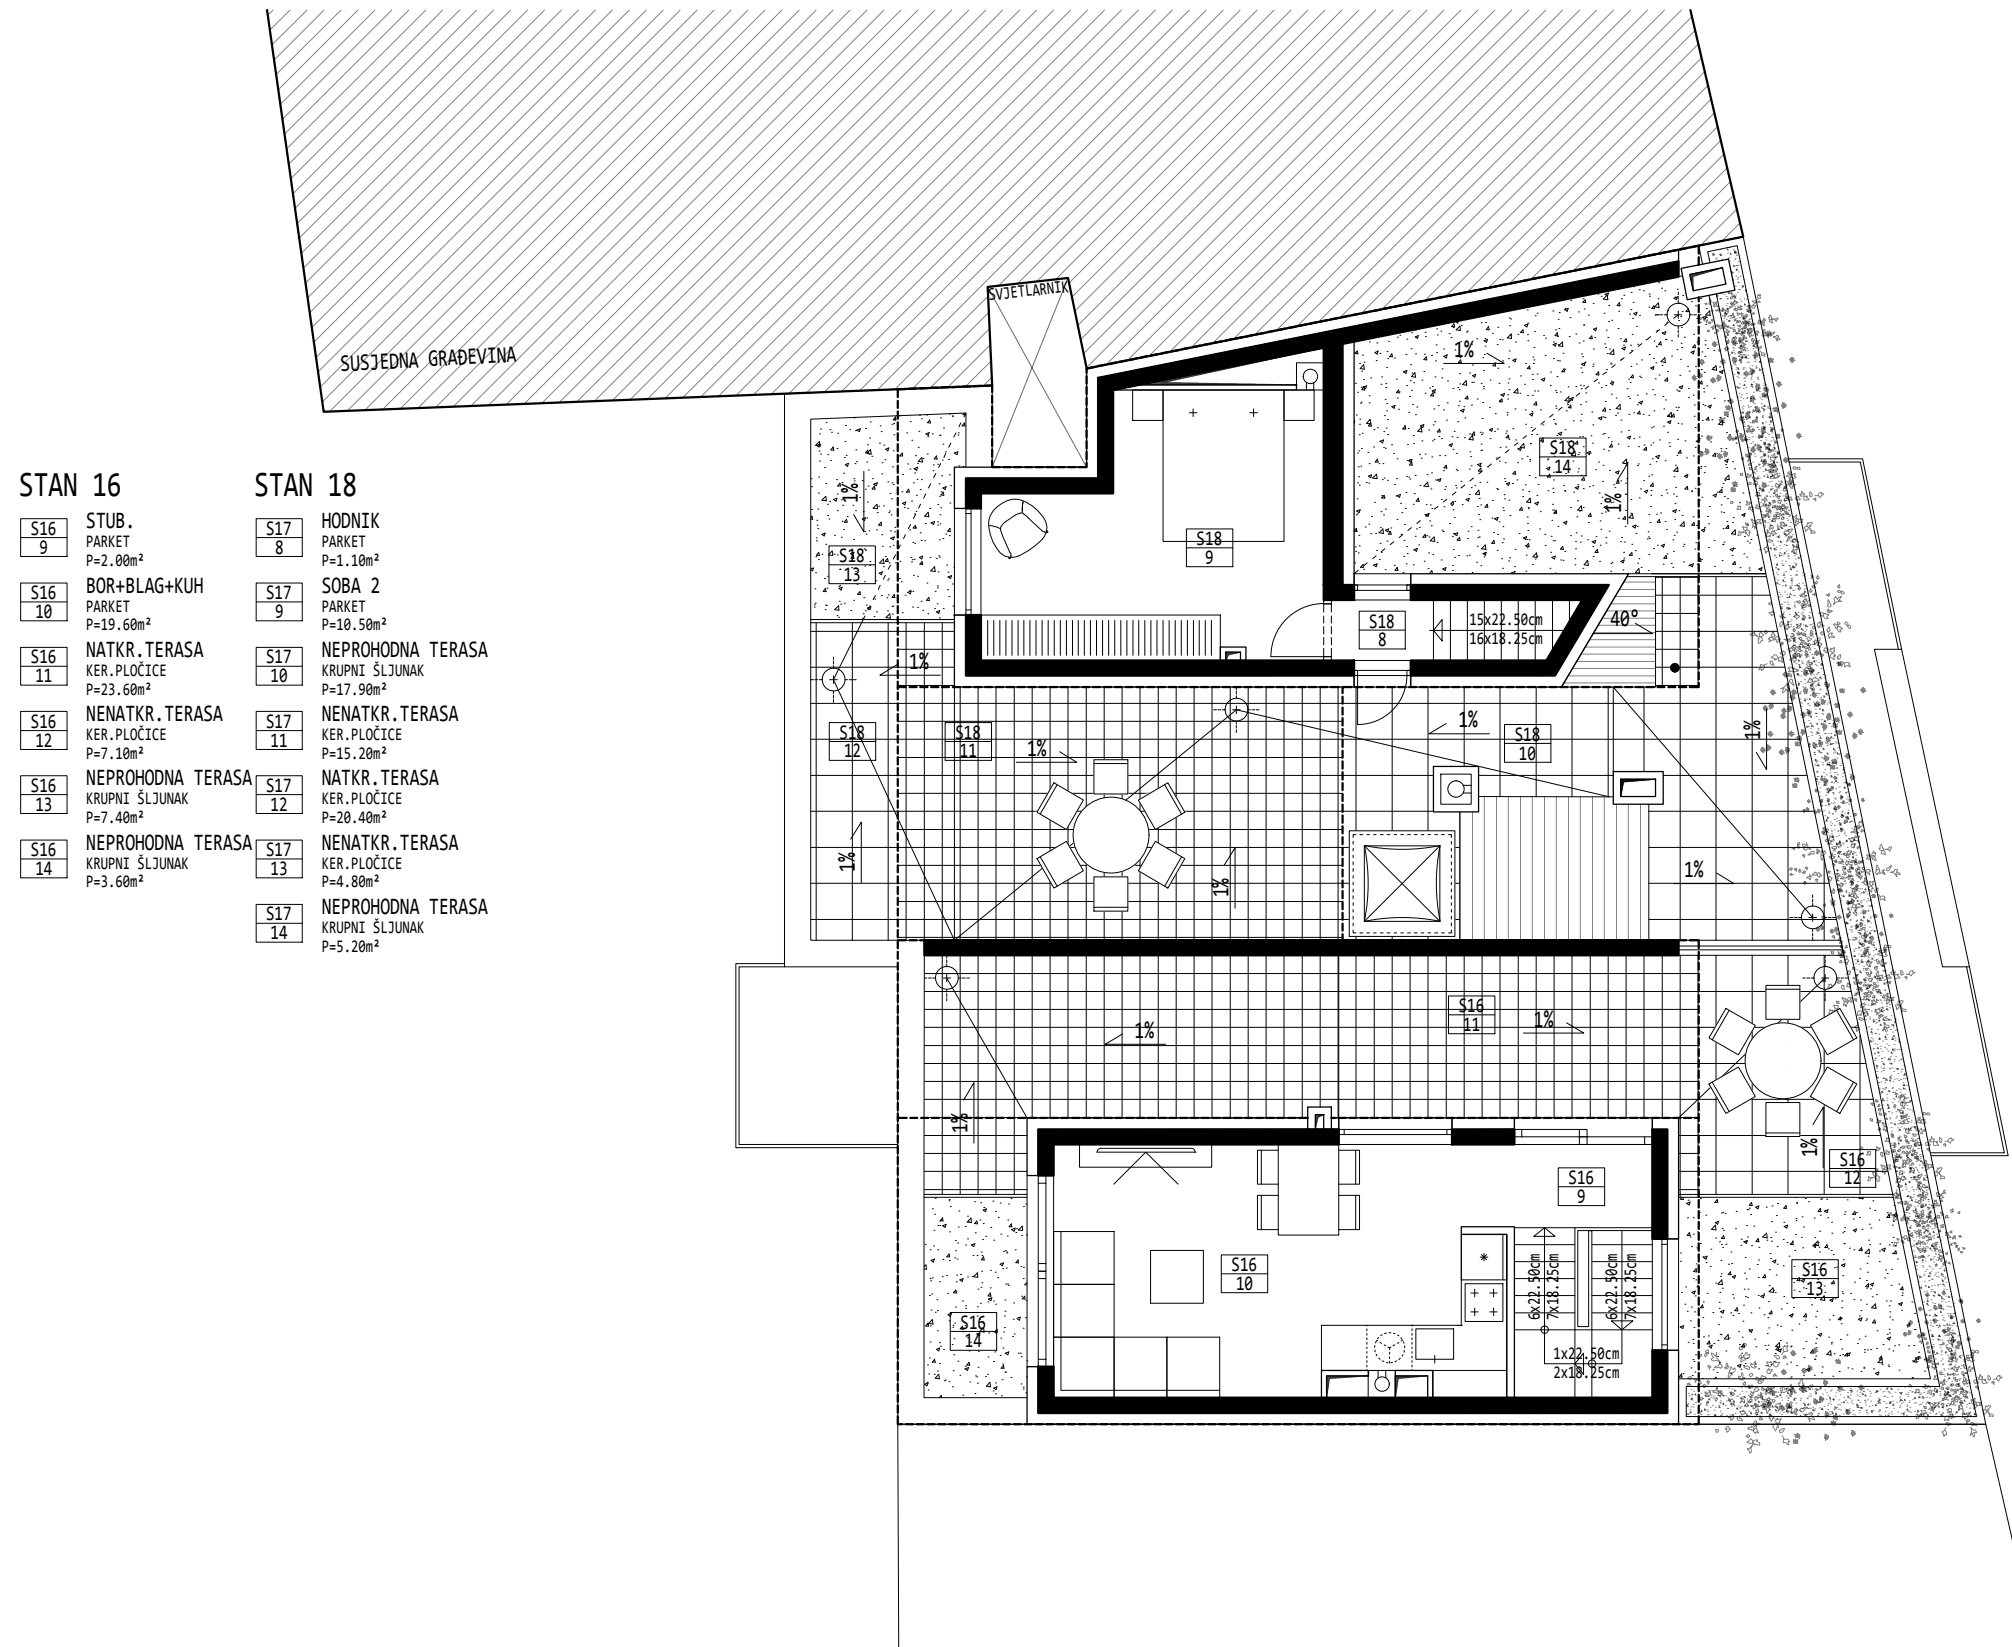 SVJETLARNIK
SUSJEDNA GRAĐEVINA
STAN 16
S16
9
STUB.
PARKET
P=2.00m²
S16
10
BOR+BLAG+KUH
PARKET
P=19.60m²
S16
11
NATKR.TERASA
KER.PLOČICE
P=23.60m²
S16
12
NENATKR.TERASA
KER.PLOČICE
P=7.10m²
S16
13
NEPROHODNA TERASA
KRUPNI ŠLJUNAK
P=7.40m²
S16
14
NEPROHODNA TERASA
KRUPNI ŠLJUNAK
P=3.60m²
STAN 18
S17
8
HODNIK
PARKET
P=1.10m²
S17
9
SOBA 2
PARKET
P=10.50m²
S17
10
NEPROHODNA TERASA
KRUPNI ŠLJUNAK
P=17.90m²
S17
11
NENATKR.TERASA
KER.PLOČICE
P=15.20m²
S17
12
NATKR.TERASA
KER.PLOČICE
P=20.40m²
S17
13
NENATKR.TERASA
KER.PLOČICE
P=4.80m²
S17
14
NEPROHODNA TERASA
KRUPNI ŠLJUNAK
P=5.20m²
1%
S18
14
1%
1%
S18
13
S18
9
S18
8
15x22.50cm
16x18.25cm
40°
1%
S18
12
S18
11
1%
1%
S18
10
1%
1%
1%
1%
S16
11
1%
1%
1%
1%
S16
12
S16
9
S16
10
6x22.50cm
7x18.25cm
6x22.50cm
7x18.25cm
1x22.50cm
2x18.25cm
S16
13
S16
14